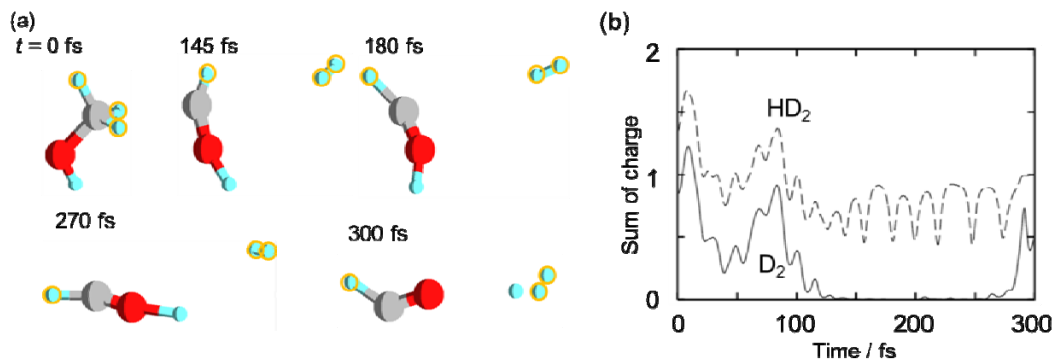 (a)
t = 0 fs
145 fs
180 fs
270 fs
300 fs
(b)
2
1
0
Sum of charge
HD₂
D₂
0
100
200
300
Time / fs